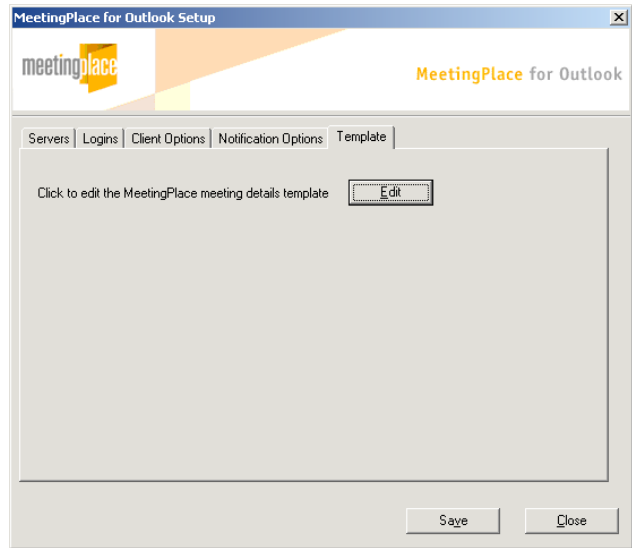 MeetingPlace for Outlook Setup
meetingplace
MeetingPlace for Outlook
Servers Logins Client Options Notification Options Template
Click to edit the MeetingPlace meeting details template Edit
Save Close